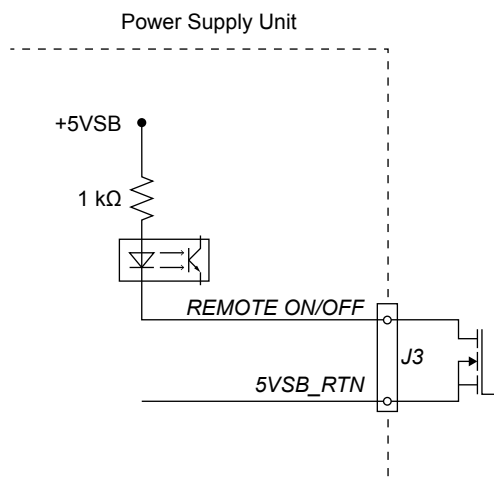 Power Supply Unit
+5VSB
1 kΩ
REMOTE ON/OFF
J3
5VSB_RTN